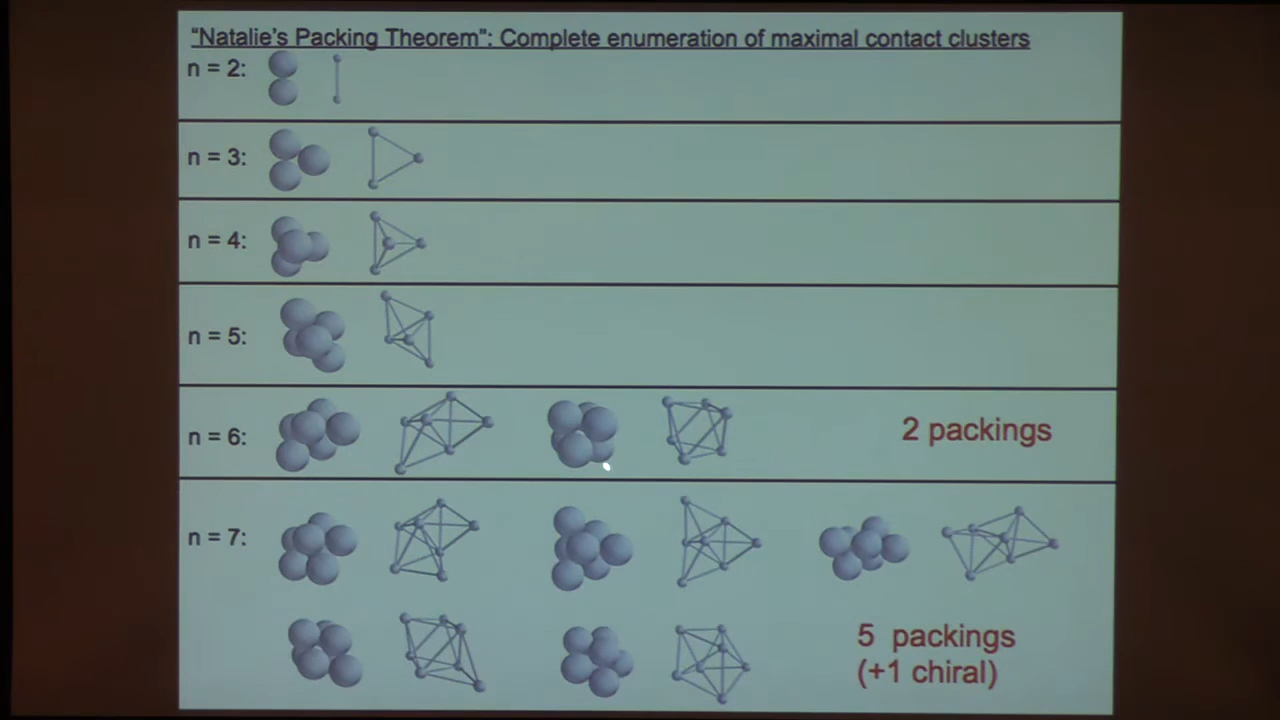 "Natalie's Packing Theorem": Complete enumeration of maximal contact clusters
n = 2:
n = 3:
n = 4:
n = 5:
n = 6:
2 packings
n = 7:
5 packings
(+1 chiral)